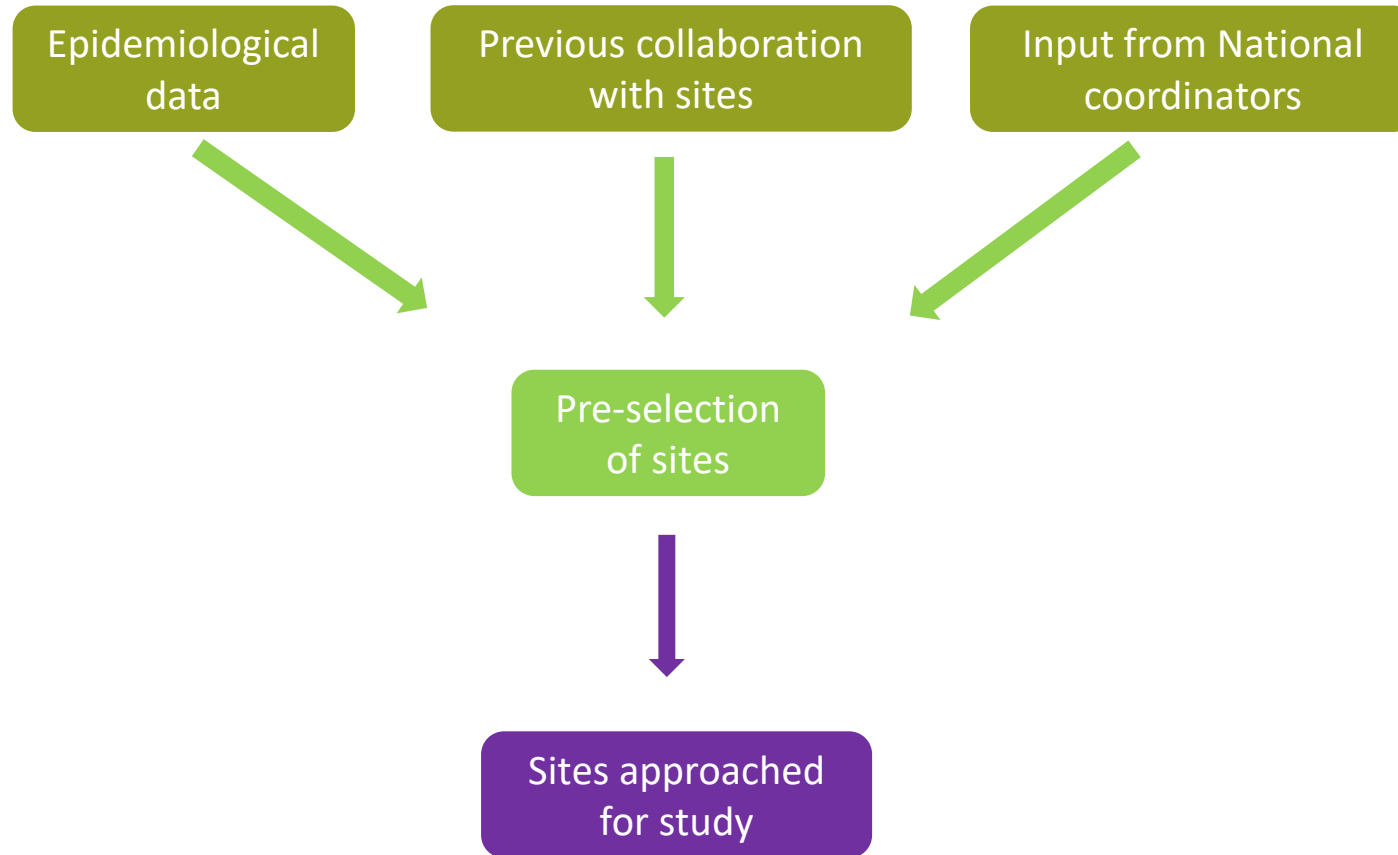 Epidemiological
data
Previous collaboration
with sites
Input from National
coordinators
Pre-selection
of sites
Sites approached
for study